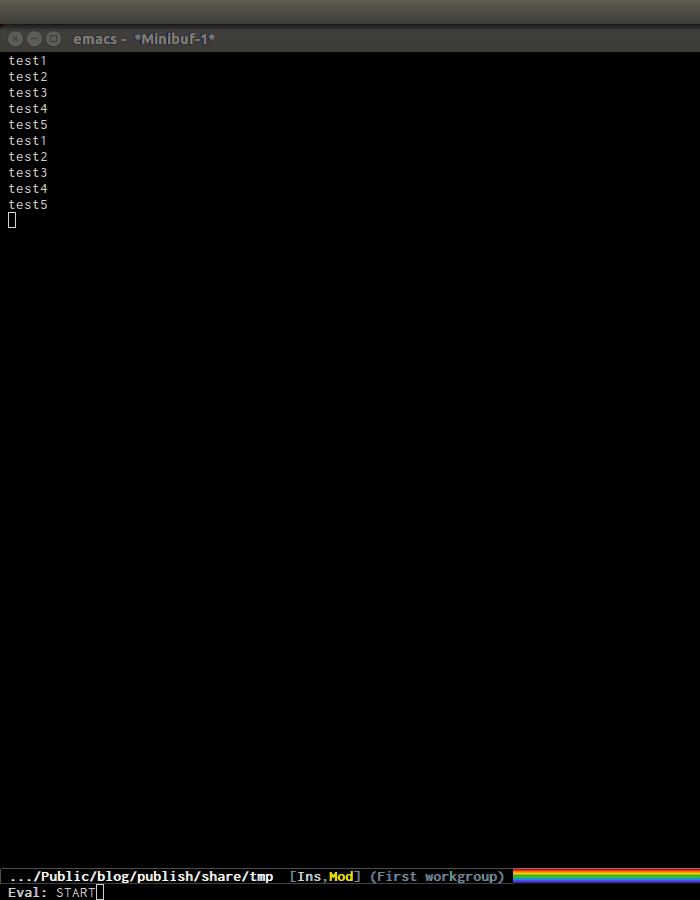 emacs - *Minibuf-1*
test1
test2
test3
test4
test5
test1
test2
test3
test4
test5
.../Public/blog/publish/share/tmp [Ins,Mod] (First workgroup)
Eval: START